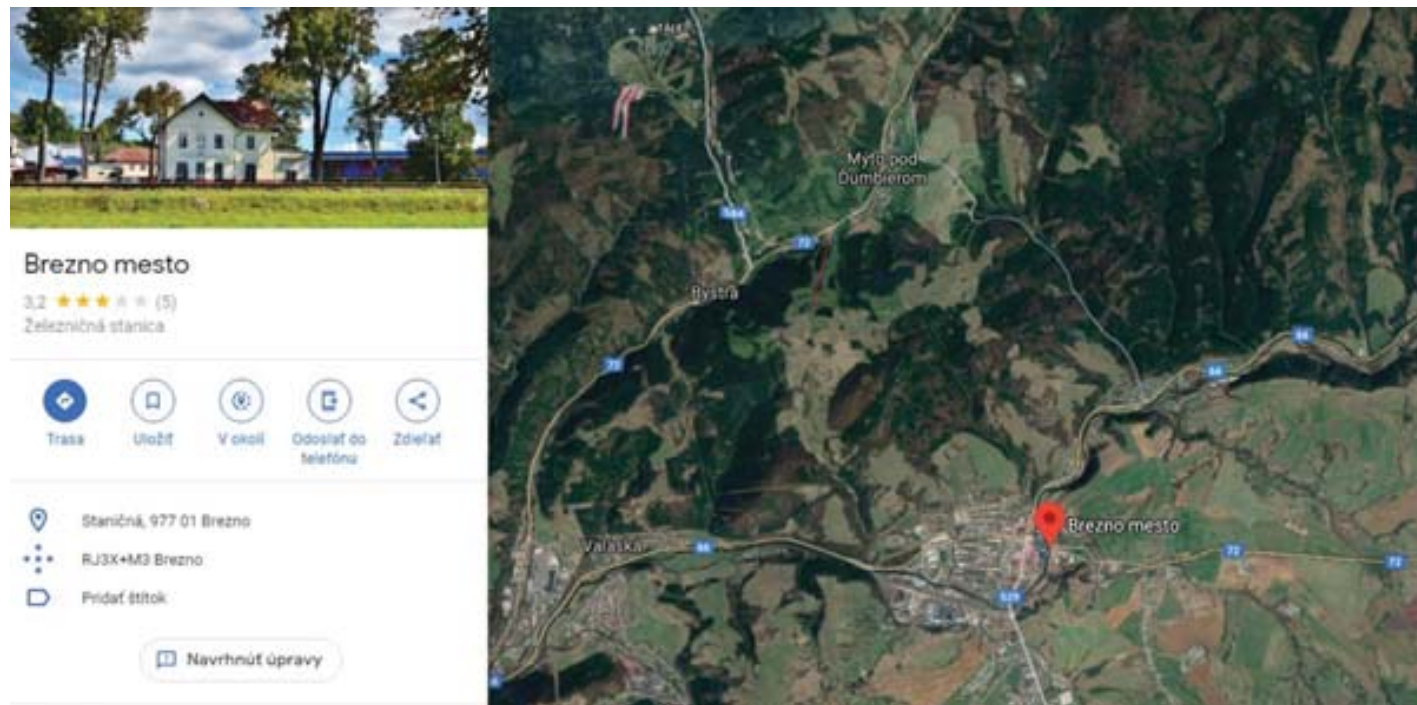 Brezno mesto
3,2 (5)
Železničná stanica
Trasa
Uložiť
V okolí
Odoslať do
telefónu
Zdieľať
Staničná, 977 01 Brezno
RJ3X+M3 Brezno
Pridať štítok
Navrhnúť úpravy
Mýto pod
Ďumbierom
584
72
Bystrá
72
66
66
Brezno mesto
Valaská
66
72
72
529